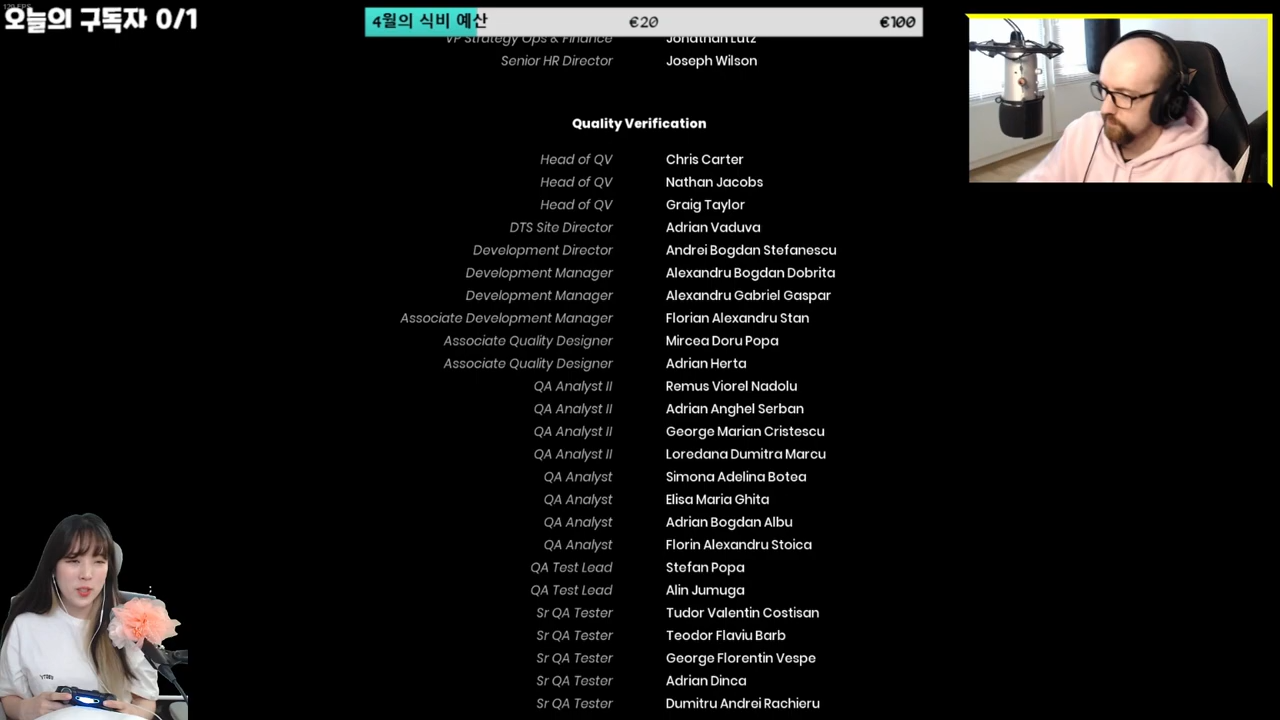 오늘의 구독자 0/1
4월의 식비 예산 €20 €100
VP Strategy Ops & Finance Jonathan Lutz
Senior HR Director Joseph Wilson
Quality Verification
Head of QV Chris Carter
Head of QV Nathan Jacobs
Head of QV Graig Taylor
DTS Site Director Adrian Vaduva
Development Director Andrei Bogdan Stefanescu
Development Manager Alexandru Bogdan Dobrita
Development Manager Alexandru Gabriel Gaspar
Associate Development Manager Florian Alexandru Stan
Associate Quality Designer Mircea Doru Popa
Associate Quality Designer Adrian Herta
QA Analyst II Remus Viorel Nadolu
QA Analyst II Adrian Anghel Serban
QA Analyst II George Marian Cristescu
QA Analyst II Loredana Dumitra Marcu
QA Analyst Simona Adelina Botea
QA Analyst Elisa Maria Ghita
QA Analyst Adrian Bogdan Albu
QA Analyst Florin Alexandru Stoica
QA Test Lead Stefan Popa
QA Test Lead Alin Jumuga
Sr QA Tester Tudor Valentin Costisan
Sr QA Tester Teodor Flaviu Barb
Sr QA Tester George Florentin Vespe
Sr QA Tester Adrian Dinca
Sr QA Tester Dumitru Andrei Rachieru